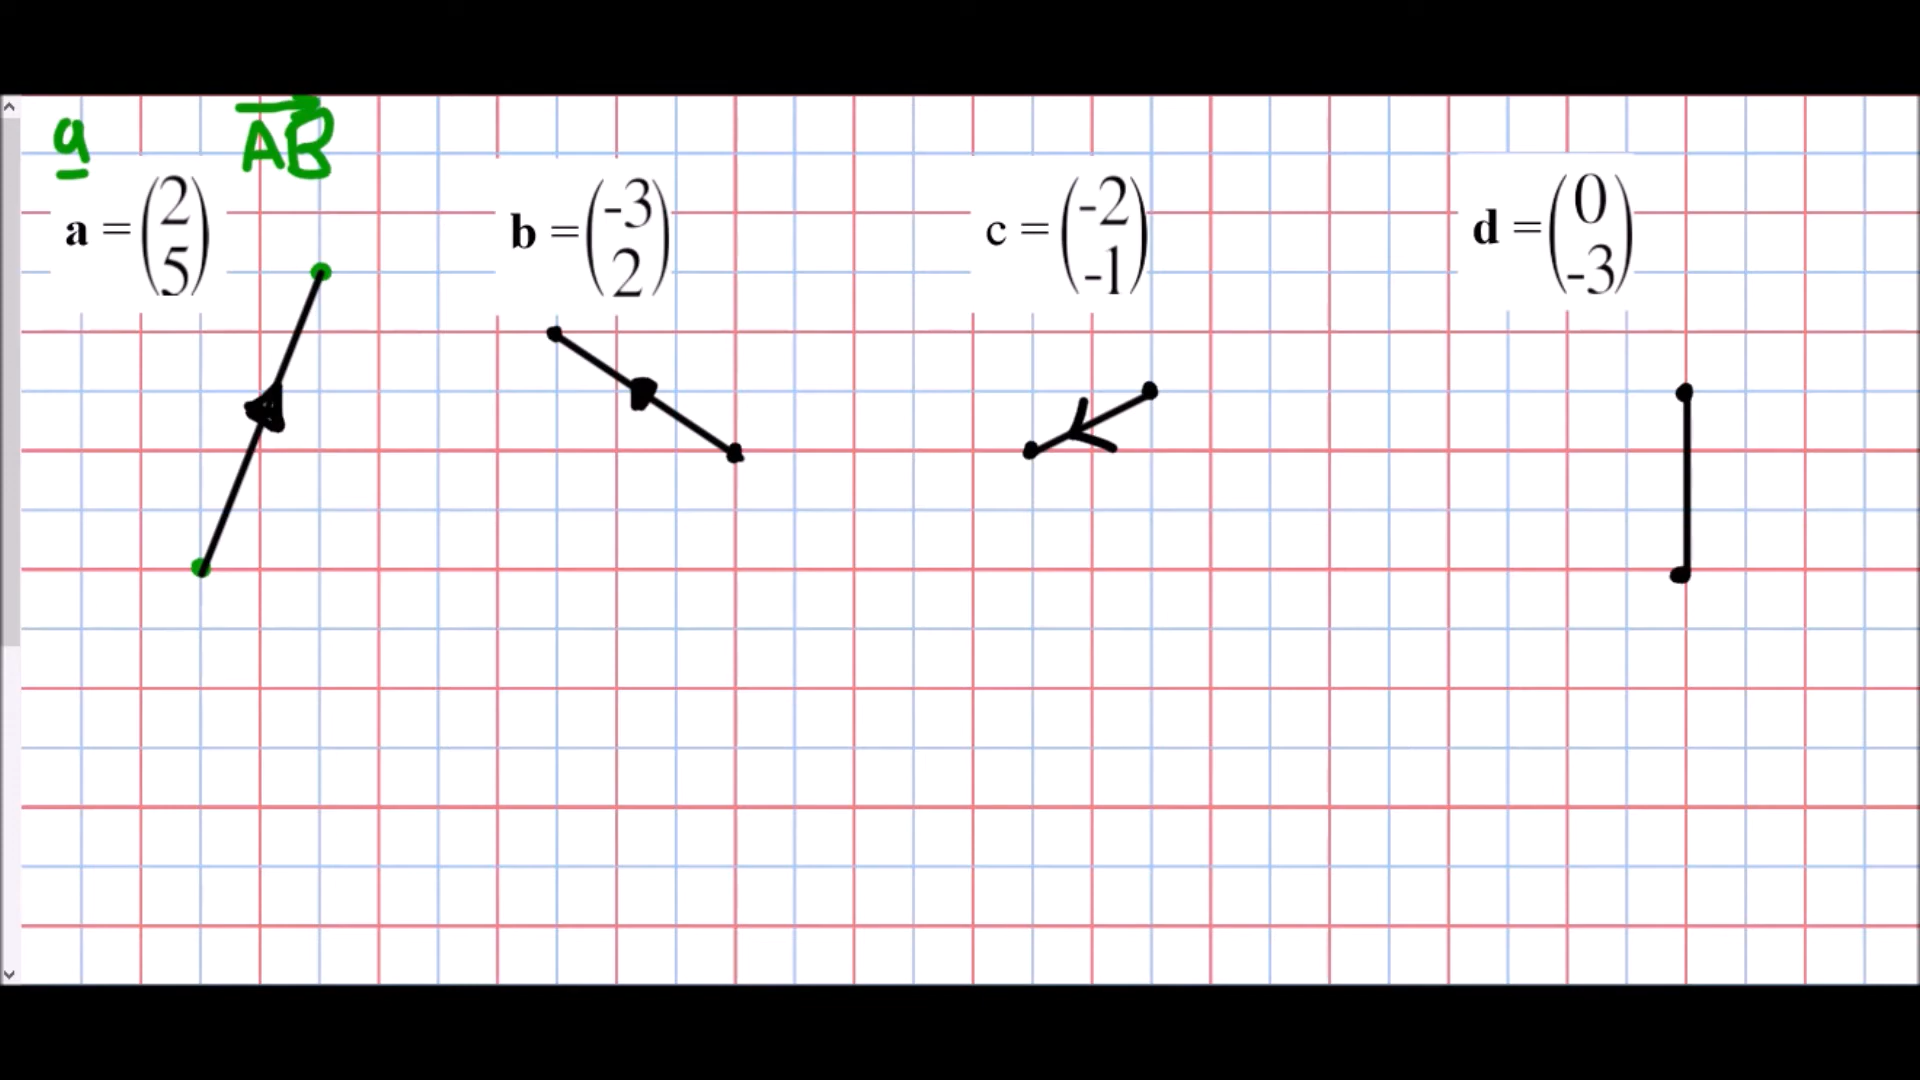 a AB
a = (2 5)
b = (-3 2)
c = (-2 -1)
d = (0 -3)